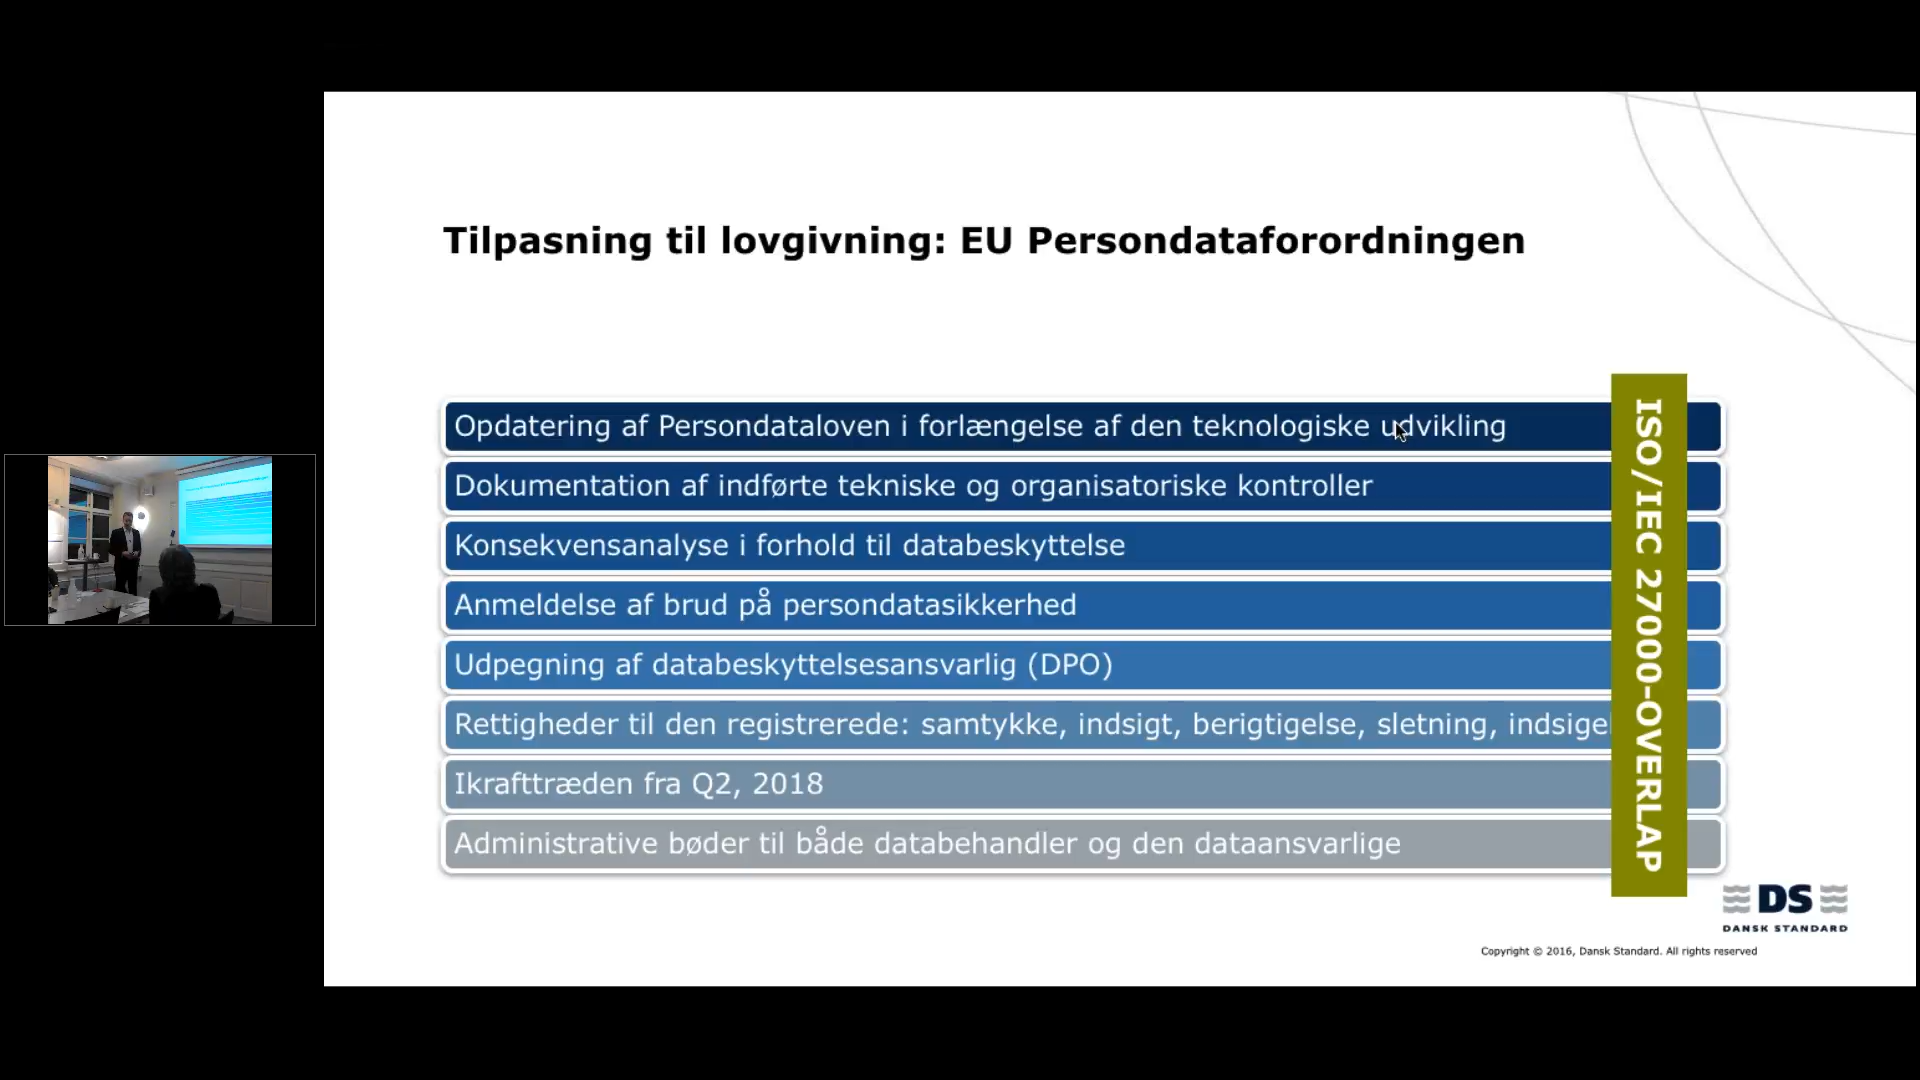 Tilpasning til lovgivning: EU Persondataforordningen
Opdatering af Persondataloven i forlængelse af den teknologiske udvikling
Dokumentation af indførte tekniske og organisatoriske kontroller
Konsekvensanalyse i forhold til databeskyttelse
Anmeldelse af brud på persondatasikkerhed
Udpegning af databeskyttelsesansvarlig (DPO)
Rettigheder til den registrerede: samtykke, indsigt, berigtigelse, sletning,
Ikrafttræden fra Q2, 2018
Administrative bøder til både databehandler og den dataansvarlige
ISO/IEC 27000-OVERLAP
DS
DANSK STANDARD
Copyright © 2016, Dansk Standard. All rights reserved